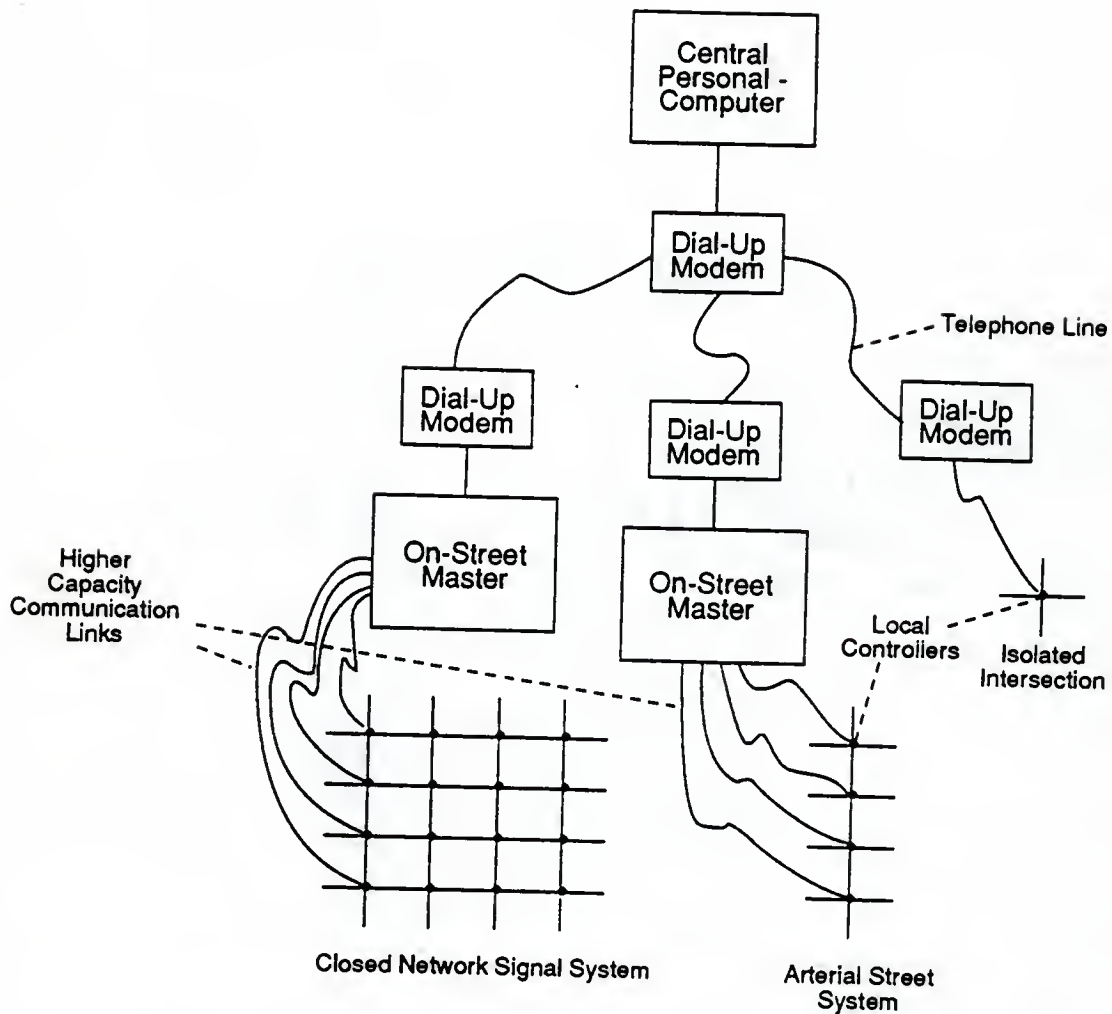 Central
Personal -
Computer
Dial-Up
Modem
Telephone Line
Dial-Up
Modem
Dial-Up
Modem
Dial-Up
Modem
On-Street
Master
On-Street
Master
Higher
Capacity
Communication
Links
Local
Controllers
Isolated
Intersection
Closed Network Signal System
Arterial Street
System